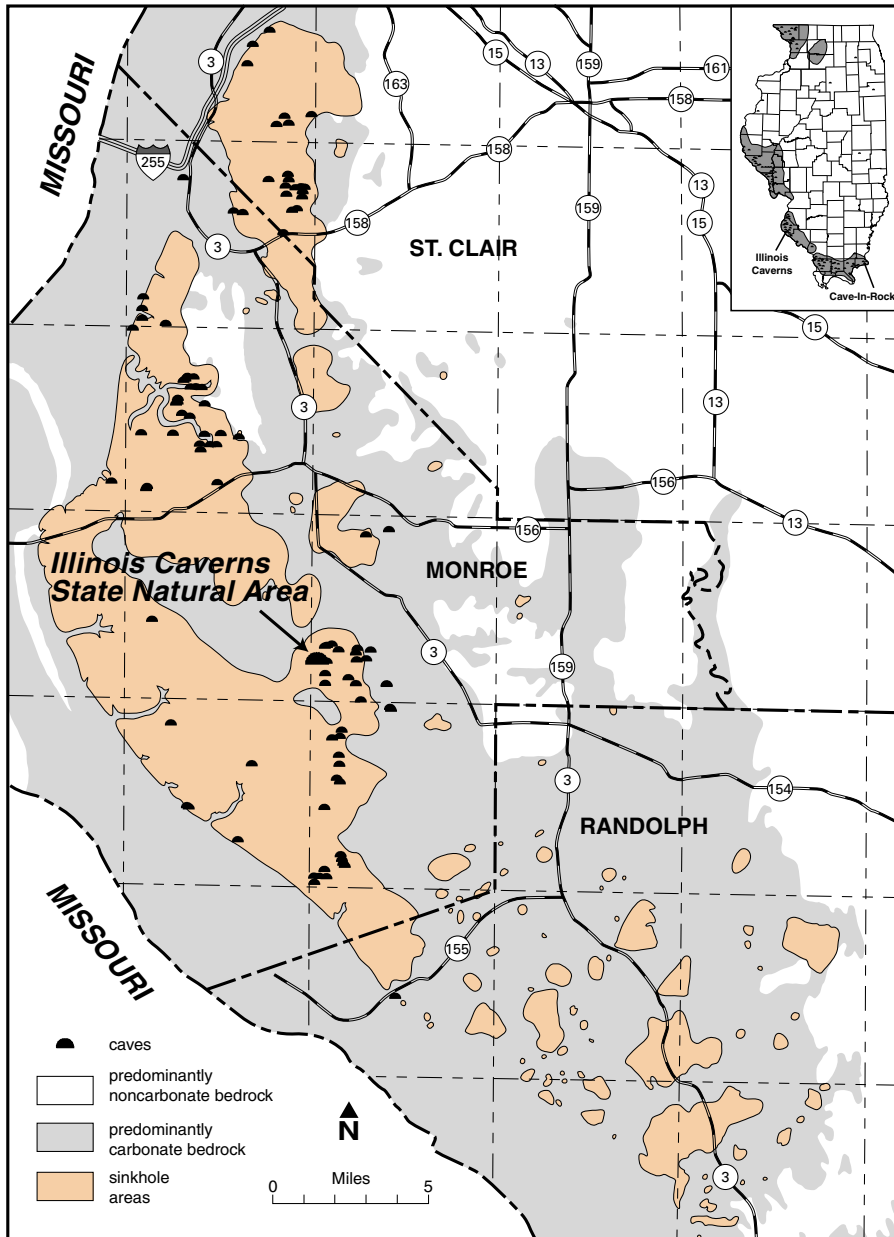 MISSOURI
3
15
13
159
161
163
158
255
158
13
159
15
158
3
ST. CLAIR
Illinois
Caverns
Cave-In-Rock
15
3
13
156
13
156
Illinois Caverns
State Natural Area
MONROE
3
159
3
154
RANDOLPH
MISSOURI
155
caves
predominantly
noncarbonate bedrock
predominantly
carbonate bedrock
sinkhole
areas
N
Miles
0
5
3